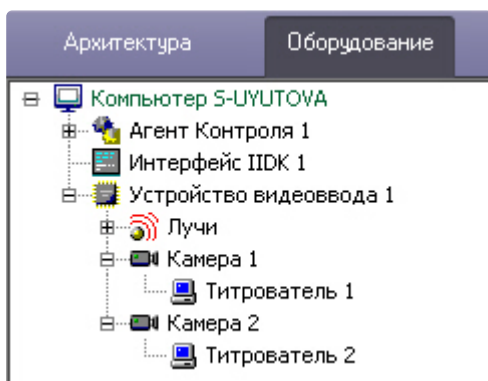 Архитектура Оборудование
Компьютер S-UYUTOVA
Агент Контроля 1
Интерфейс IIDK 1
Устройство видеоввода 1
Лучи
Камера 1
Титрователь 1
Камера 2
Титрователь 2